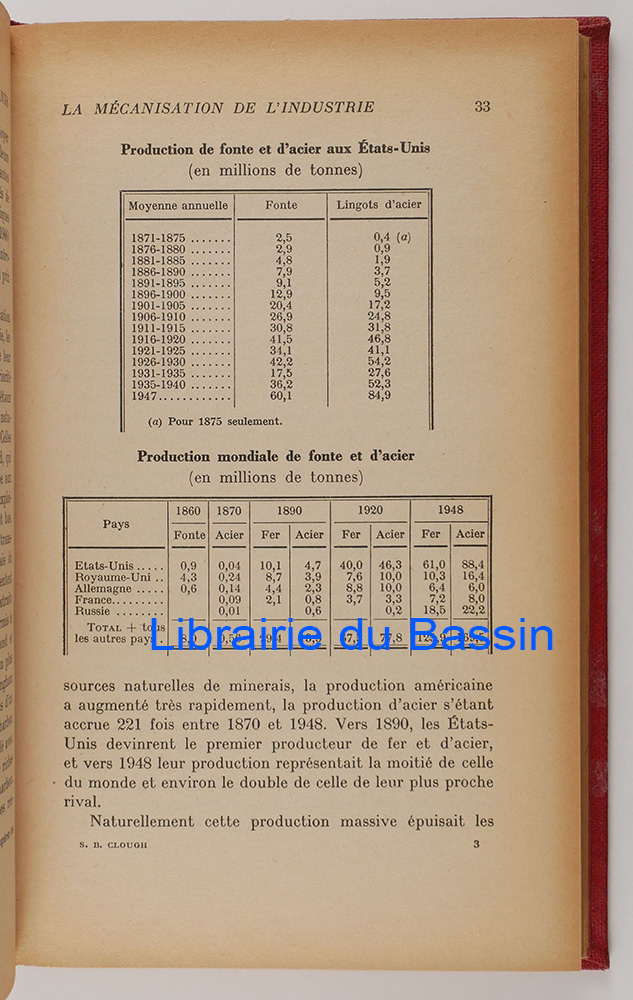 LA MÉCANISATION DE L'INDUSTRIE 33
Production de fonte et d'acier aux États-Unis
(en millions de tonnes)
Moyenne annuelle Fonte Lingots d'acier
1871-1875 ....... 2,5 0,4 (a)
1876-1880 ....... 2,9 0,9
1881-1885 ....... 4,8 1,9
1886-1890 ....... 7,9 3,7
1891-1895 ....... 9,1 5,2
1896-1900 ....... 12,9 9,5
1901-1905 ....... 20,4 17,2
1906-1910 ....... 26,9 24,8
1911-1915 ....... 30,8 31,8
1916-1920 ....... 41,5 46,8
1921-1925 ....... 34,1 41,1
1926-1930 ....... 42,2 54,2
1931-1935 ....... 17,5 27,6
1935-1940 ....... 36,2 52,3
1947............ 60,1 84,9
(a) Pour 1875 seulement.
Production mondiale de fonte et d'acier
(en millions de tonnes)
Pays 1860 1870 1890 1920 1948
Fonte Acier Fer Acier Fer Acier Fer Acier
Etats-Unis ..... 0,9 0,04 10,1 4,7 40,0 46,3 61,0 88,4
Royaume-Uni .. 4,3 0,24 8,7 3,9 7,6 10,0 10,3 16,4
Allemagne ..... 0,6 0,14 4,4 2,3 8,8 10,0 6,4 6,0
France......... 0,09 2,1 0,8 3,7 3,3 7,2 8,0
Russie ........ 0,01 0,6 0,2 18,5 22,2
TOTAL + tous
les autres pays .
Librairie du Bassin
sources naturelles de minerais, la production américaine
a augmenté très rapidement, la production d'acier s'étant
accrue 221 fois entre 1870 et 1948. Vers 1890, les États-
Unis devinrent le premier producteur de fer et d'acier,
et vers 1948 leur production représentait la moitié de celle
du monde et environ le double de celle de leur plus proche
rival.
Naturellement cette production massive épuisait les
S. B. CLOUGH 3